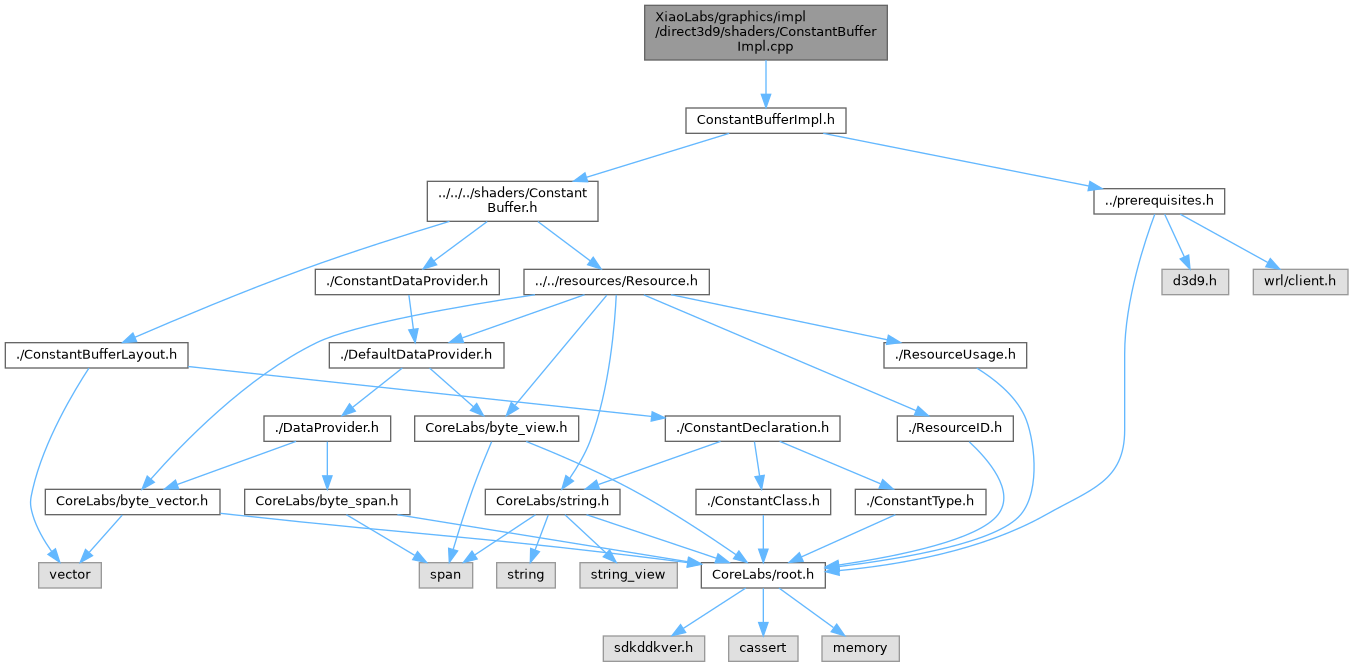 XiaoLabs/graphics/impl
/direct3d9/shaders/ConstantBuffer
Impl.cpp
ConstantBufferImpl.h
../../../shaders/Constant
Buffer.h
../prerequisites.h
./ConstantDataProvider.h
../../resources/Resource.h
d3d9.h
wrl/client.h
./ConstantBufferLayout.h
./DefaultDataProvider.h
./ResourceUsage.h
./DataProvider.h
CoreLabs/byte_view.h
./ConstantDeclaration.h
./ResourceID.h
CoreLabs/byte_vector.h
CoreLabs/byte_span.h
CoreLabs/string.h
./ConstantClass.h
./ConstantType.h
vector
span
string
string_view
CoreLabs/root.h
sdkddkver.h
cassert
memory